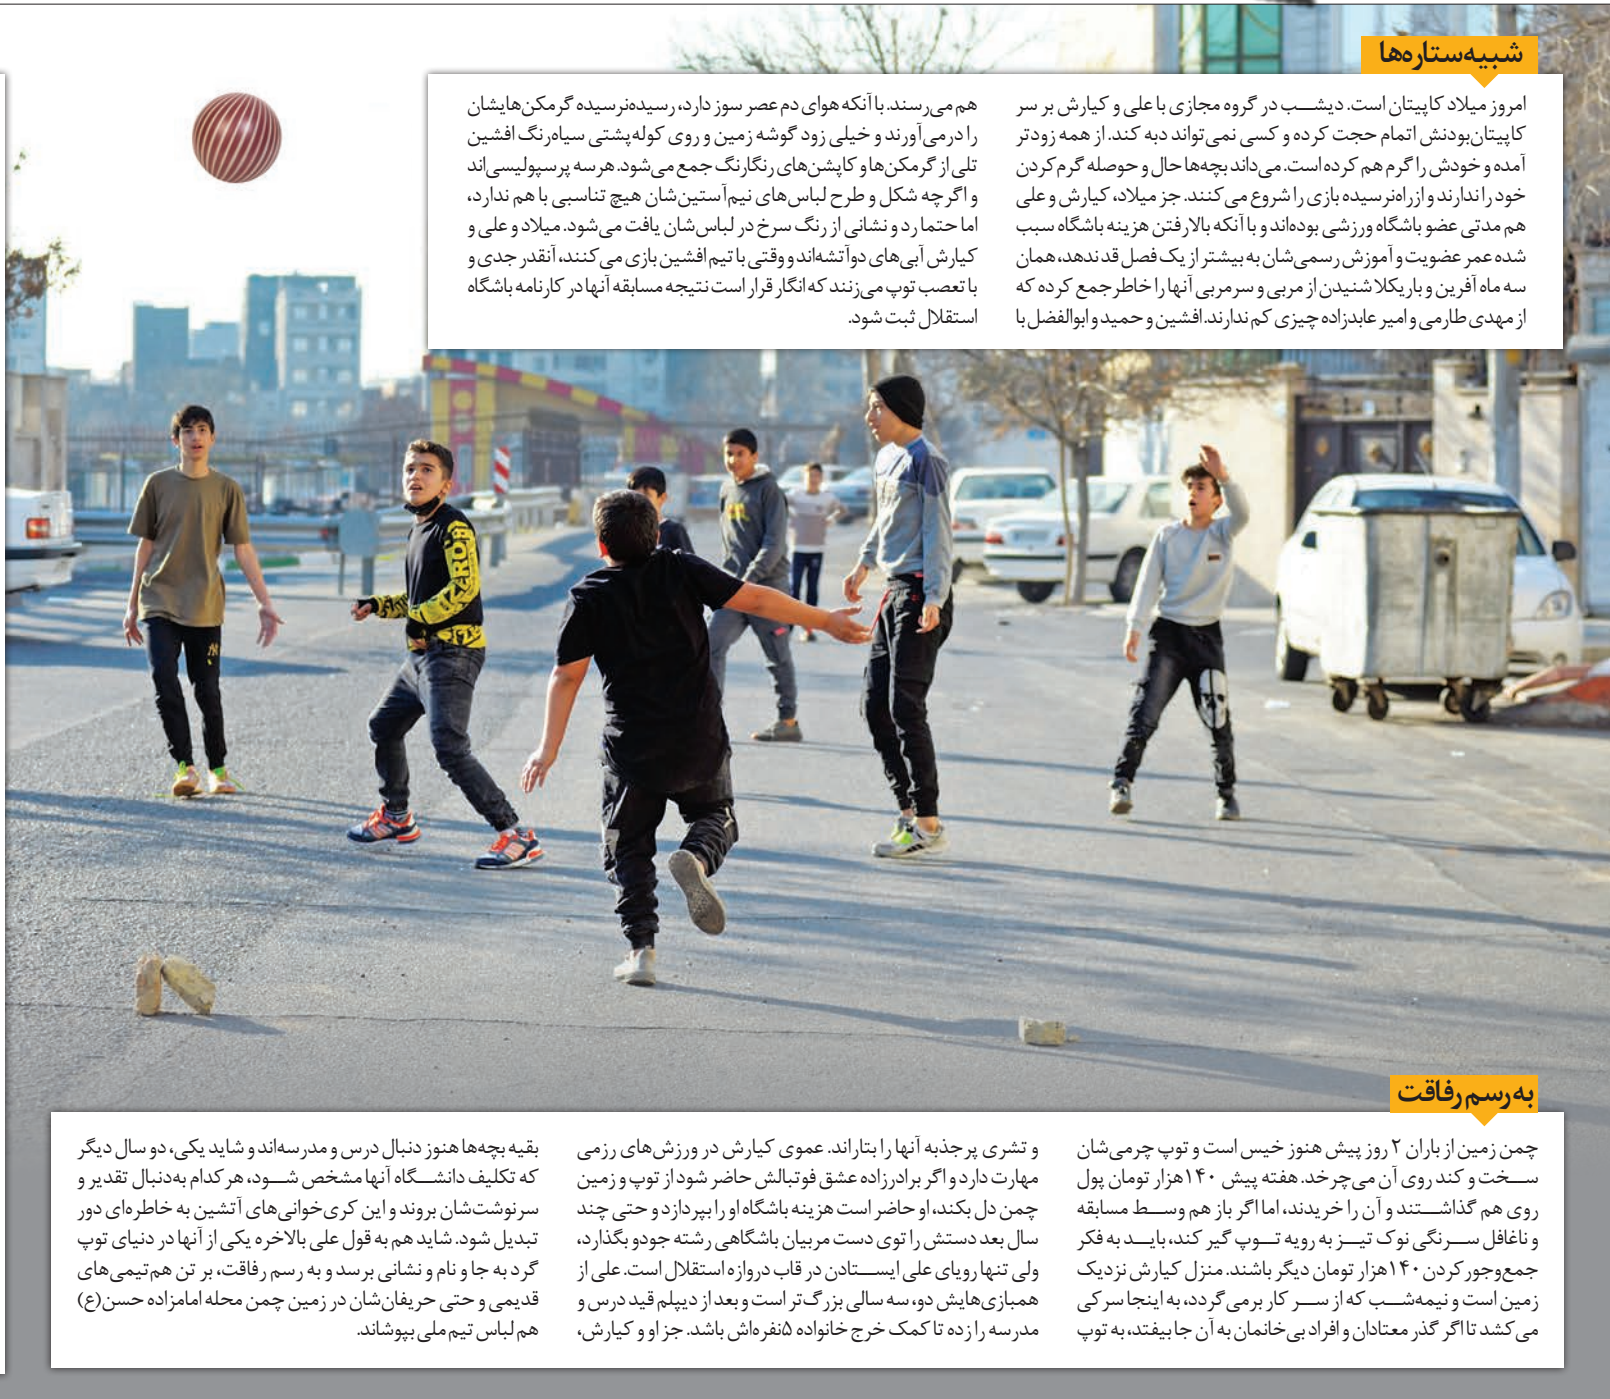 شبیه‌ستاره‌ها
امروز میلاد کاپیتان است. دیشب در گروه مجازی با علی و کیارش بر سر
کاپیتان‌بودنش اتمام حجت کرده و کسی نمی‌تواند دبه کند. از همه زودتر
آمده و خودش را گرم هم کرده است. می‌داند بچه‌ها حال و حوصله گرم کردن
خود را ندارند و ازراه‌نرسیده بازی را شروع می‌کنند. جز میلاد، کیارش و علی
هم مدتی عضو باشگاه ورزشی بوده‌اند و با آنکه بالارفتن هزینه باشگاه سبب
شده عمر عضویت و آموزش رسمی‌شان به بیشتر از یک فصل قد ندهد، همان
سه ماه آفرین و باریکلا شنیدن از مربی و سرمربی آنها را خاطرجمع کرده که
از مهدی طارمی و امیر عابدزاده چیزی کم ندارند. افشین و حمید و ابوالفضل با
هم می‌رسند. با آنکه هوای دم عصر سوز دارد، رسیده‌نرسیده گرمکن‌هایشان
را درمی‌آورند و خیلی زود گوشه زمین و روی کوله‌پشتی سیاه‌رنگ افشین
تلی از گرمکن‌ها و کاپشن‌های رنگارنگ جمع می‌شود. هرسه پرسپولیسی‌اند
و اگرچه شکل و طرح لباس‌های نیم‌آستین‌شان هیچ تناسبی با هم ندارد،
اما حتما رد و نشانی از رنگ سرخ در لباس‌شان یافت می‌شود. میلاد و علی و
کیارش آبی‌های دوآتشه‌اند و وقتی با تیم افشین بازی می‌کنند، آنقدر جدی و
با تعصب توپ می‌زنند که انگار قرار است نتیجه مسابقه آنها در کارنامه باشگاه
استقلال ثبت شود.
به رسم رفاقت
چمن زمین از باران ۲ روز پیش هنوز خیس است و توپ چرمی‌شان
سخت و کند روی آن می‌چرخد. هفته پیش ۱۴۰هزار تومان پول
روی هم گذاشتند و آن را خریدند، اما اگر باز هم وسط مسابقه
و ناغافل سرنگی نوک تیز به رویه توپ گیر کند، باید به فکر
جمع‌وجور کردن ۱۴۰هزار تومان دیگر باشند. منزل کیارش نزدیک
زمین است و نیمه‌شب که از سر کار برمی‌گردد، به اینجا سرکی
می‌کشد تا اگر گذر معتادان و افراد بی‌خانمان به آن جا بیفتد، به توپ
و تشری پرجذبه آنها را بتاراند. عموی کیارش در ورزش‌های رزمی
مهارت دارد و اگر برادرزاده عشق فوتبالش حاضر شود از توپ و زمین
چمن دل بکند، او حاضر است هزینه باشگاه او را بپردازد و حتی چند
سال بعد دستش را توی دست مربیان باشگاهی رشته جودو بگذارد،
ولی تنها رویای علی ایستادن در قاب دروازه استقلال است. علی از
همبازی‌هایش دو، سه سالی بزرگ‌تر است و بعد از دیپلم قید درس و
مدرسه را زده تا کمک خرج خانواده ۵نفره‌اش باشد. جز او و کیارش،
بقیه بچه‌ها هنوز دنبال درس و مدرسه‌اند و شاید یکی، دو سال دیگر
که تکلیف دانشگاه آنها مشخص شود، هر کدام به‌دنبال تقدیر و
سرنوشت‌شان بروند و این کری‌خوانی‌های آتشین به خاطره‌ای دور
تبدیل شود. شاید هم به قول علی بالاخره یکی از آنها در دنیای توپ
گرد به جا و نام و نشانی برسد و به رسم رفاقت، بر تن هم‌تیمی‌های
قدیمی و حتی حریفان‌شان در زمین چمن محله امامزاده حسن(ع)
هم لباس تیم ملی بپوشاند.